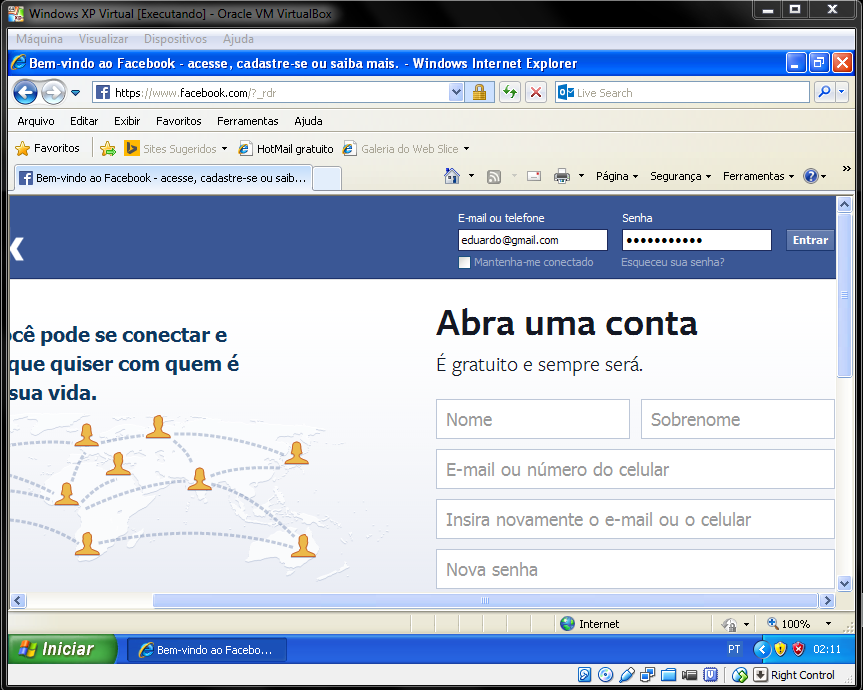 Windows XP Virtual [Executando] - Oracle VM VirtualBox
Máquina Visualizar Dispositivos Ajuda
Bem-vindo ao Facebook - acesse, cadastre-se ou saiba mais. - Windows Internet Explorer
https://www.facebook.com/?_rdr
Live Search
Arquivo Editar Exibir Favoritos Ferramentas Ajuda
Favoritos
Sites Sugeridos
HotMail gratuito
Galeria do Web Slice
Bem-vindo ao Facebook - acesse, cadastre-se ou saib...
Página Segurança Ferramentas
E-mail ou telefone
Senha
eduardo@gmail.com
•••••••••••
Entrar
Mantenha-me conectado
Esqueceu sua senha?
ocê pode se conectar e
que quiser com quem é
sua vida.
Abra uma conta
É gratuito e sempre será.
Nome
Sobrenome
E-mail ou número do celular
Insira novamente o e-mail ou o celular
Nova senha
Internet
100%
Iniciar
Bem-vindo ao Facebo...
PT
02:11
Right Control